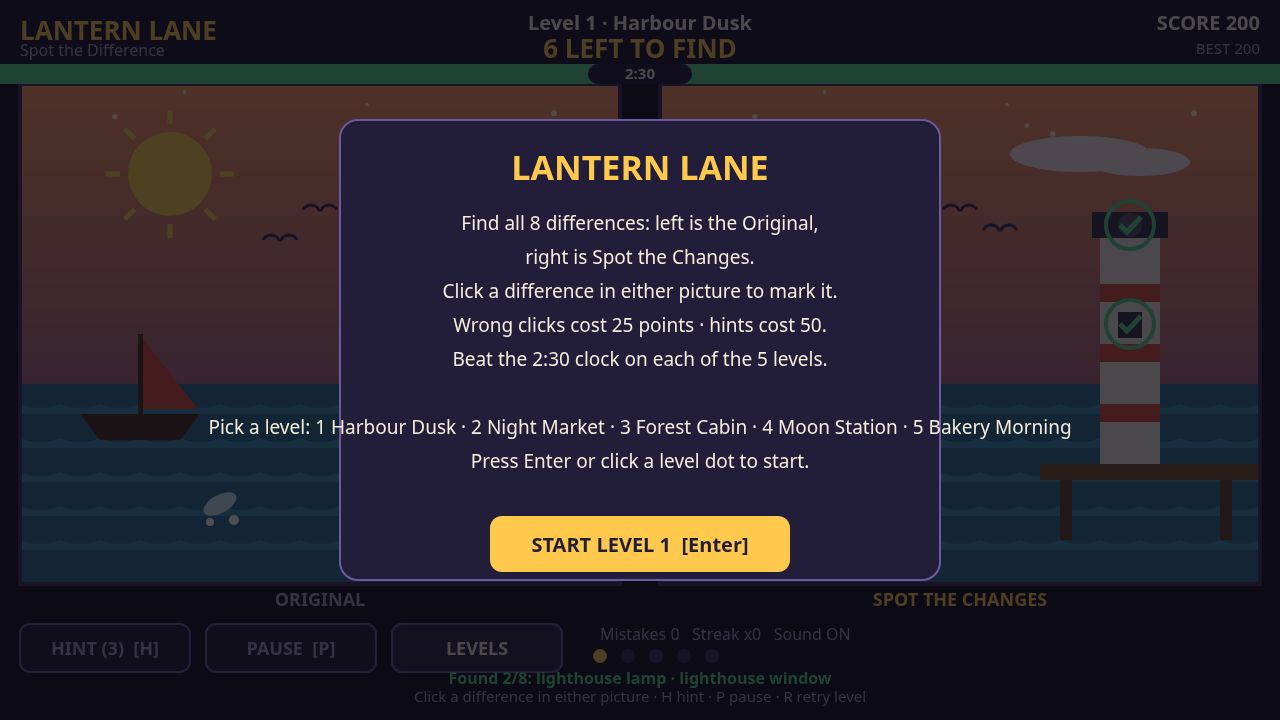 LANTERN LANE
Spot the Difference
Level 1 · Harbour Dusk
6 LEFT TO FIND
SCORE 200
BEST 200
2:30
LANTERN LANE
Find all 8 differences: left is the Original,
right is Spot the Changes.
Click a difference in either picture to mark it.
Wrong clicks cost 25 points · hints cost 50.
Beat the 2:30 clock on each of the 5 levels.
Pick a level: 1 Harbour Dusk · 2 Night Market · 3 Forest Cabin · 4 Moon Station · 5 Bakery Morning
Press Enter or click a level dot to start.
START LEVEL 1 [Enter]
ORIGINAL
SPOT THE CHANGES
HINT (3) [H]
PAUSE [P]
LEVELS
Mistakes 0 Streak x0 Sound ON
Found 2/8: lighthouse lamp · lighthouse window
Click a difference in either picture · H hint · P pause · R retry level